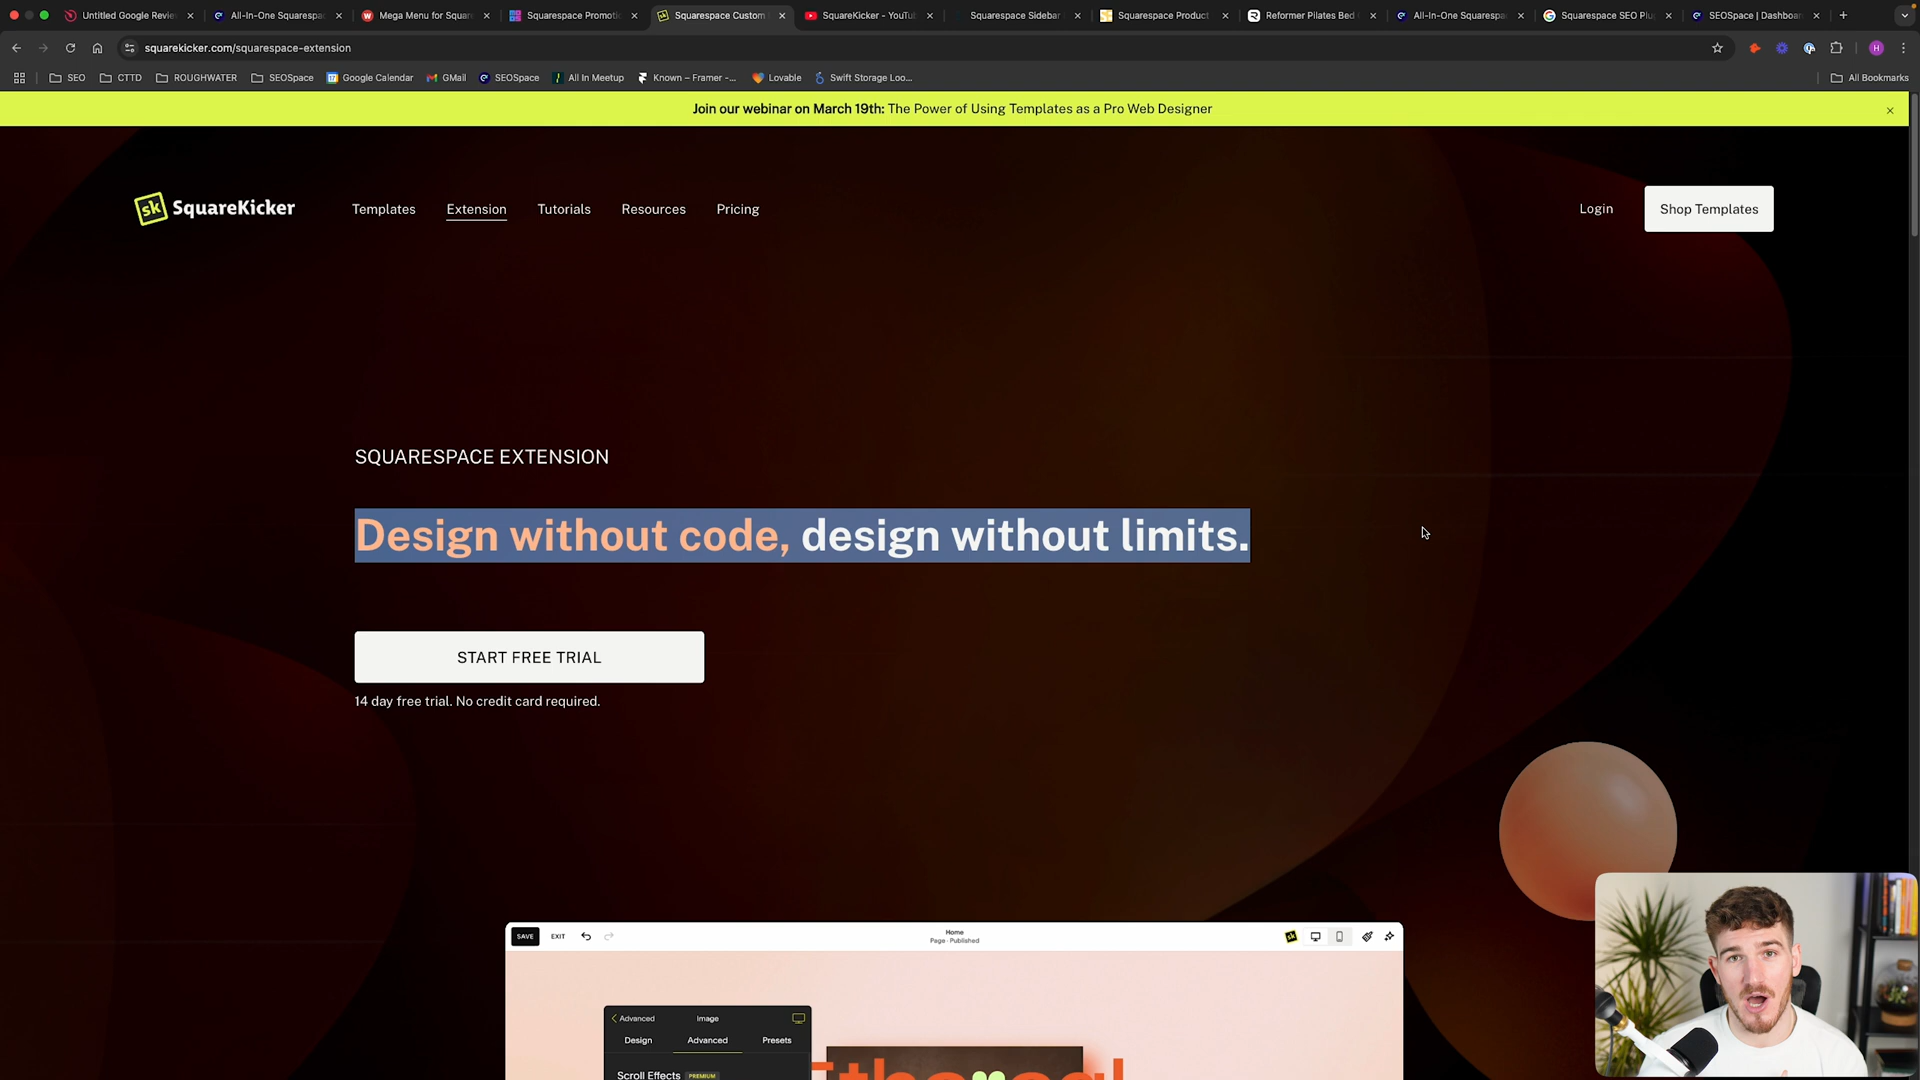 Untitled Google Revie
All-In-One Squarespac
Mega Menu for Squar
Squarespace Promoti
Squarespace Custom
SquareKicker - YouTu
Squarespace Sidebar
Squarespace Product
Reformer Pilates Bed
All-In-One Squarespa
Squarespace SEO Plu
SEOSpace | Dashboar
squarekicker.com/squarespace-extension
SEO
CTTD
ROUGHWATER
SEOSpace
Google Calendar
GMail
SEOSpace
All In Meetup
Known – Framer -...
Lovable
Swift Storage Loo...
All Bookmarks
Join our webinar on March 19th: The Power of Using Templates as a Pro Web Designer
sk SquareKicker
Templates
Extension
Tutorials
Resources
Pricing
Login
Shop Templates
SQUARESPACE EXTENSION
Design without code, design without limits.
START FREE TRIAL
14 day free trial. No credit card required.
SAVE
EXIT
Home
Page · Published
sk
Advanced
Image
Design
Advanced
Presets
Scroll Effects PREMIUM